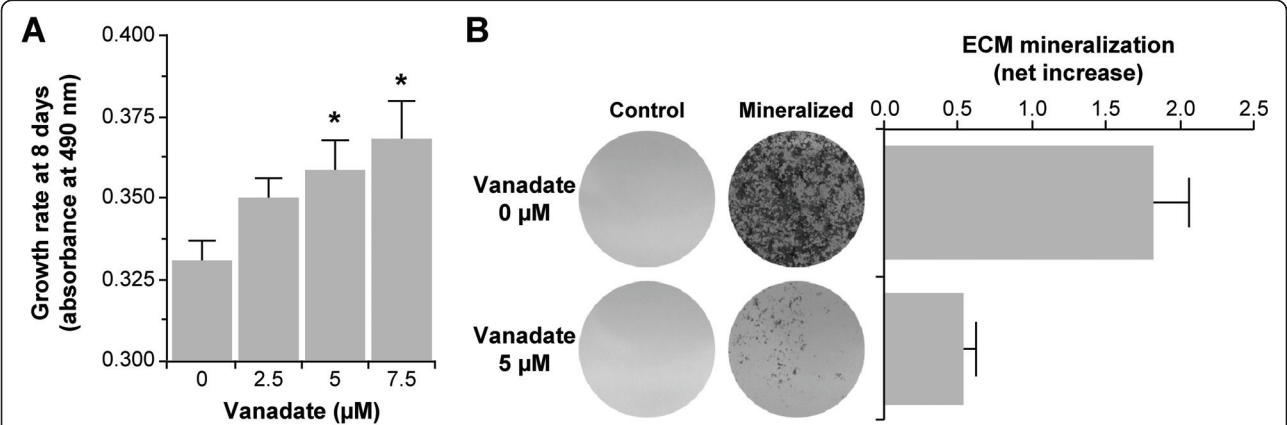 A
Growth rate at 8 days
(absorbance at 490 nm)
0.400
0.375
0.350
0.325
0.300
*
*
0 2.5 5 7.5
Vanadate (µM)
B
ECM mineralization
(net increase)
0.0 0.5 1.0 1.5 2.0 2.5
Control Mineralized
Vanadate
0 µM
Vanadate
5 µM